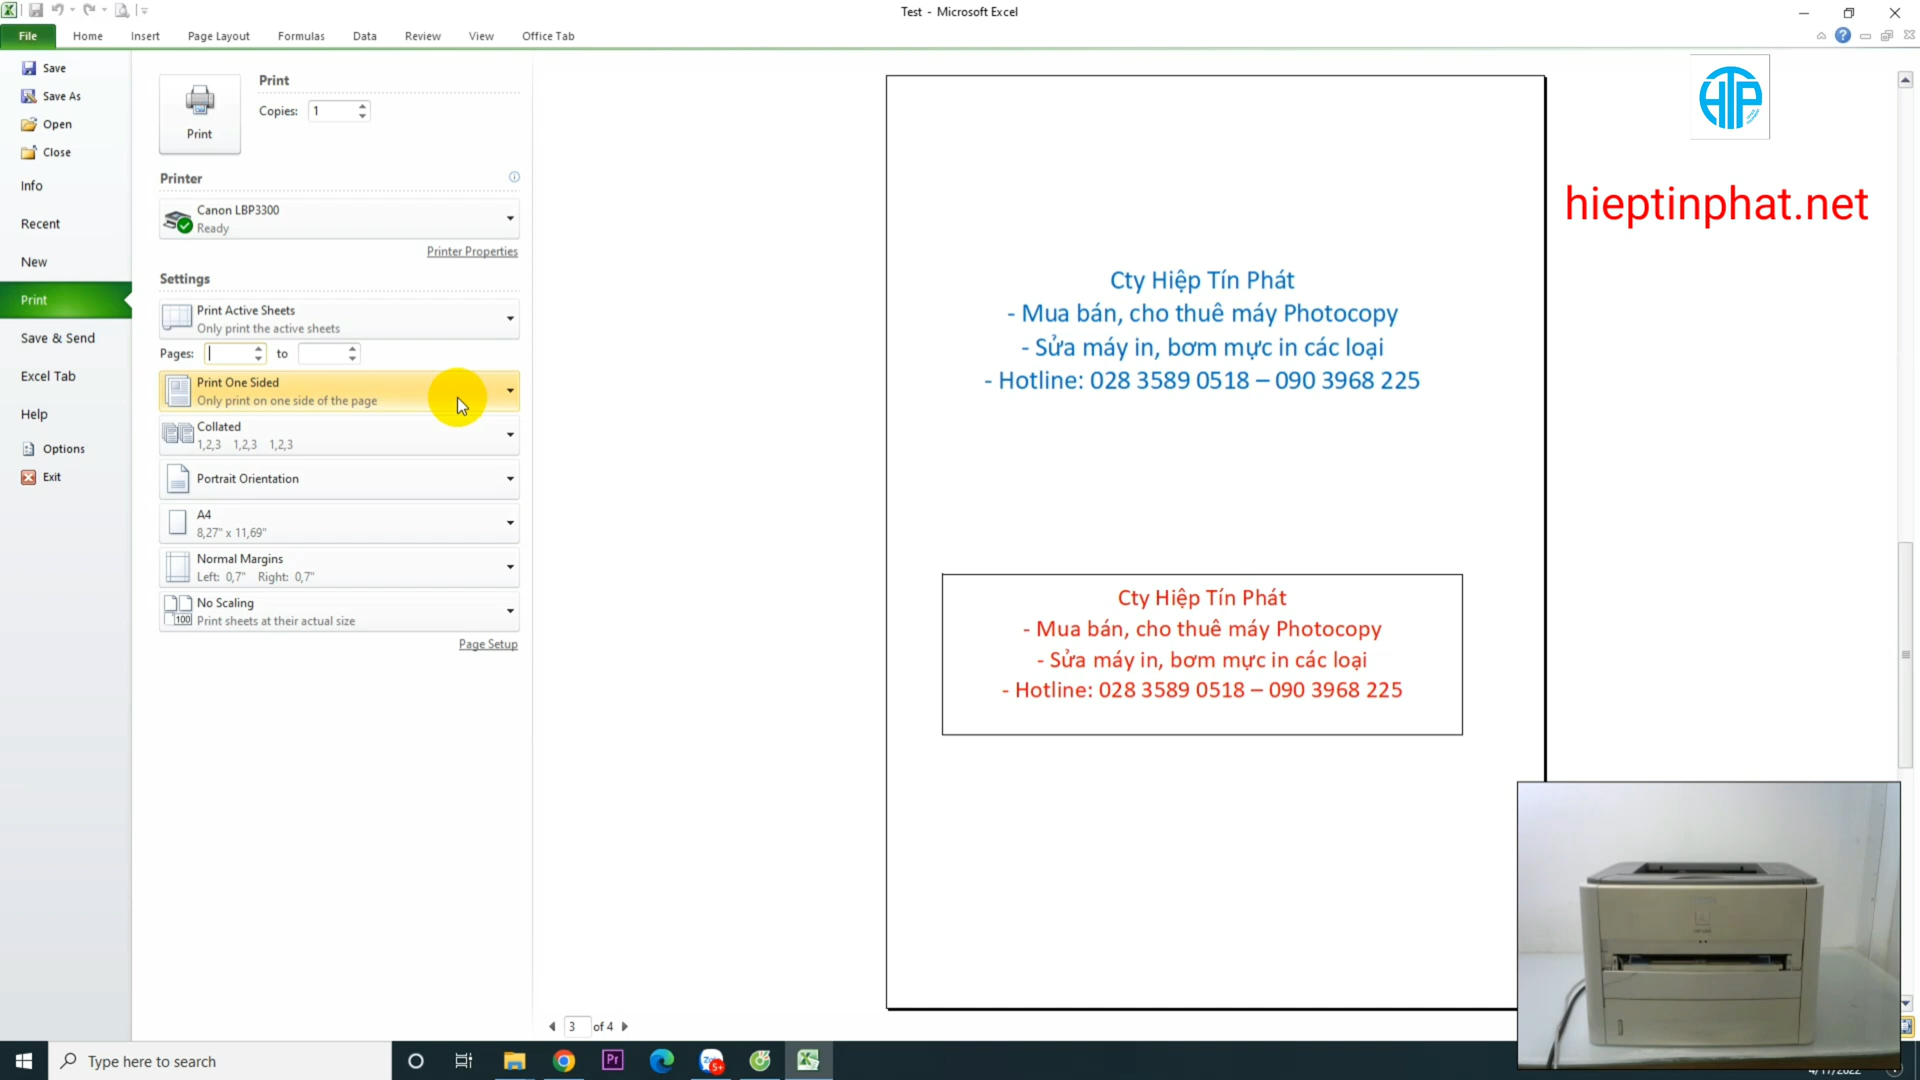 Test - Microsoft Excel
File Home Insert Page Layout Formulas Data Review View Office Tab
Save
Save As
Open
Close
Info
Recent
New
Print
Save & Send
Excel Tab
Help
Options
Exit
Print
Print
Copies: 1
Printer
Canon LBP3300
Ready
Printer Properties
Settings
Print Active Sheets
Only print the active sheets
Pages: to
Print One Sided
Only print on one side of the page
Collated
1,2,3 1,2,3 1,2,3
Portrait Orientation
A4
8,27" x 11,69"
Normal Margins
Left: 0,7" Right: 0,7"
100
No Scaling
Print sheets at their actual size
Page Setup
Cty Hiệp Tín Phát
- Mua bán, cho thuê máy Photocopy
- Sửa máy in, bơm mực in các loại
- Hotline: 028 3589 0518 – 090 3968 225
Cty Hiệp Tín Phát
- Mua bán, cho thuê máy Photocopy
- Sửa máy in, bơm mực in các loại
- Hotline: 028 3589 0518 – 090 3968 225
HTP
hieptinphat.net
3 of 4
Type here to search
Pr
Zalo
5+
4/17/2022